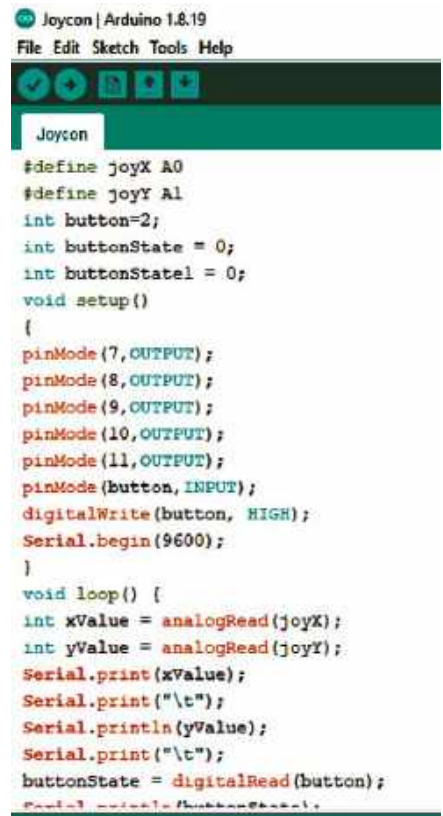 Joycon | Arduino 1.8.19
File Edit Sketch Tools Help
Joycon
#define joyX A0
#define joyY A1
int button=2;
int buttonState = 0;
int buttonState1 = 0;
void setup()
{
pinMode(7,OUTPUT);
pinMode(8,OUTPUT);
pinMode(9,OUTPUT);
pinMode(10,OUTPUT);
pinMode(11,OUTPUT);
pinMode(button,INPUT);
digitalWrite(button, HIGH);
Serial.begin(9600);
}
void loop() {
int xValue = analogRead(joyX);
int yValue = analogRead(joyY);
Serial.print(xValue);
Serial.print("\t");
Serial.println(yValue);
Serial.print("\t");
buttonState = digitalRead(button);